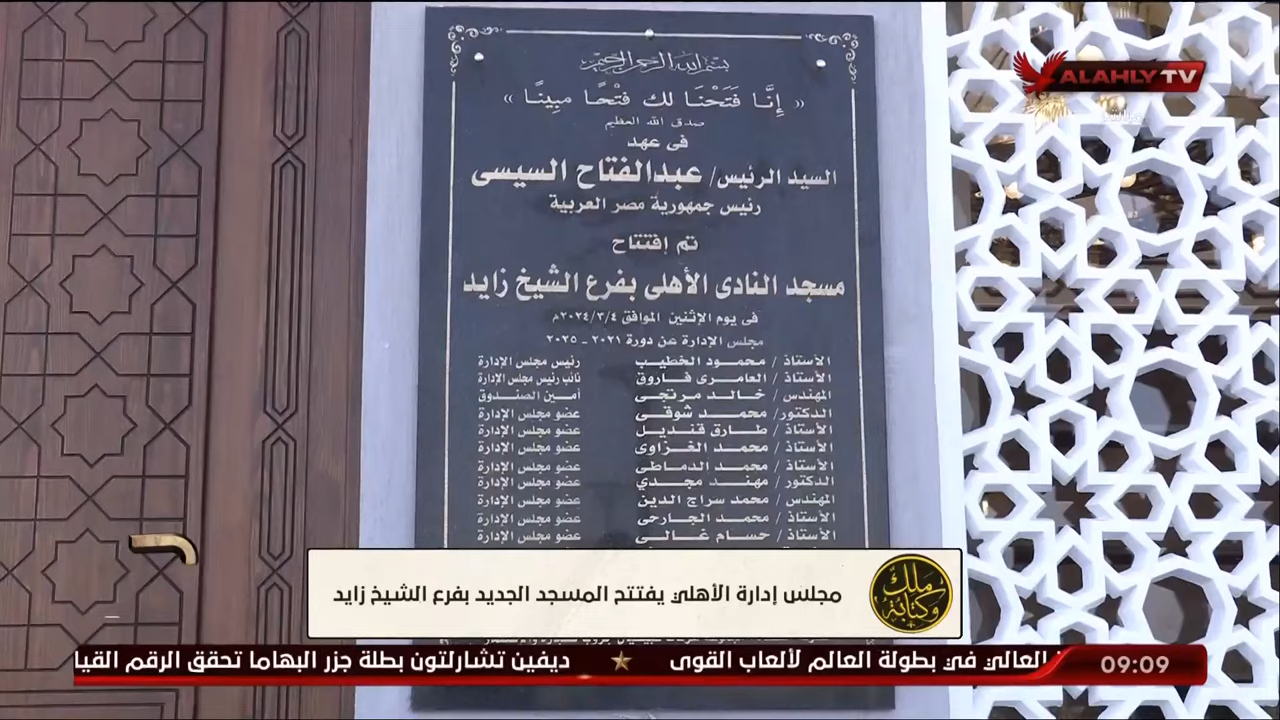 بسم الله الرحمن الرحيم
« إِنَّا فَتَحْنَا لك فتْحًا مبينًا »
صدق الله العظيم
فى عهد
السيد الرئيس/ عبدالفتاح السيسى
رئيس جمهورية مصر العربية
تم إفتتاح
مسجد النادى الأهلى بفرع الشيخ زايد
فى يوم الإثنين الموافق ٢٠٢٤/٣/٤م
مجلس الإدارة عن دورة ٢٠٢١ - ٢٠٢٥
الأستاذ / محمود الخطيب رئيس مجلس الإدارة
الأستاذ / العامرى فاروق نائب رئيس مجلس الإدارة
المهندس / خالد مرتجى أمين الصندوق
الدكتور / محمد شوقى عضو مجلس الإدارة
الأستاذ / طارق قنديل عضو مجلس الإدارة
الأستاذ / محمد الغزاوى عضو مجلس الإدارة
الأستاذ / محمد الدماطى عضو مجلس الإدارة
الدكتور / مهند مجدي عضو مجلس الإدارة
المهندس / محمد سراج الدين عضو مجلس الإدارة
الأستاذ / محمد الجارحى عضو مجلس الإدارة
الأستاذ / حسام غالى عضو مجلس الإدارة
ALAHLY TV
مباشر
ملك وكتابة
مجلس إدارة الأهلي يفتتح المسجد الجديد بفرع الشيخ زايد
العالي في بطولة العالم لألعاب القوى ديفين تشارلتون بطلة جزر البهاما تحقق الرقم القيا
09:09